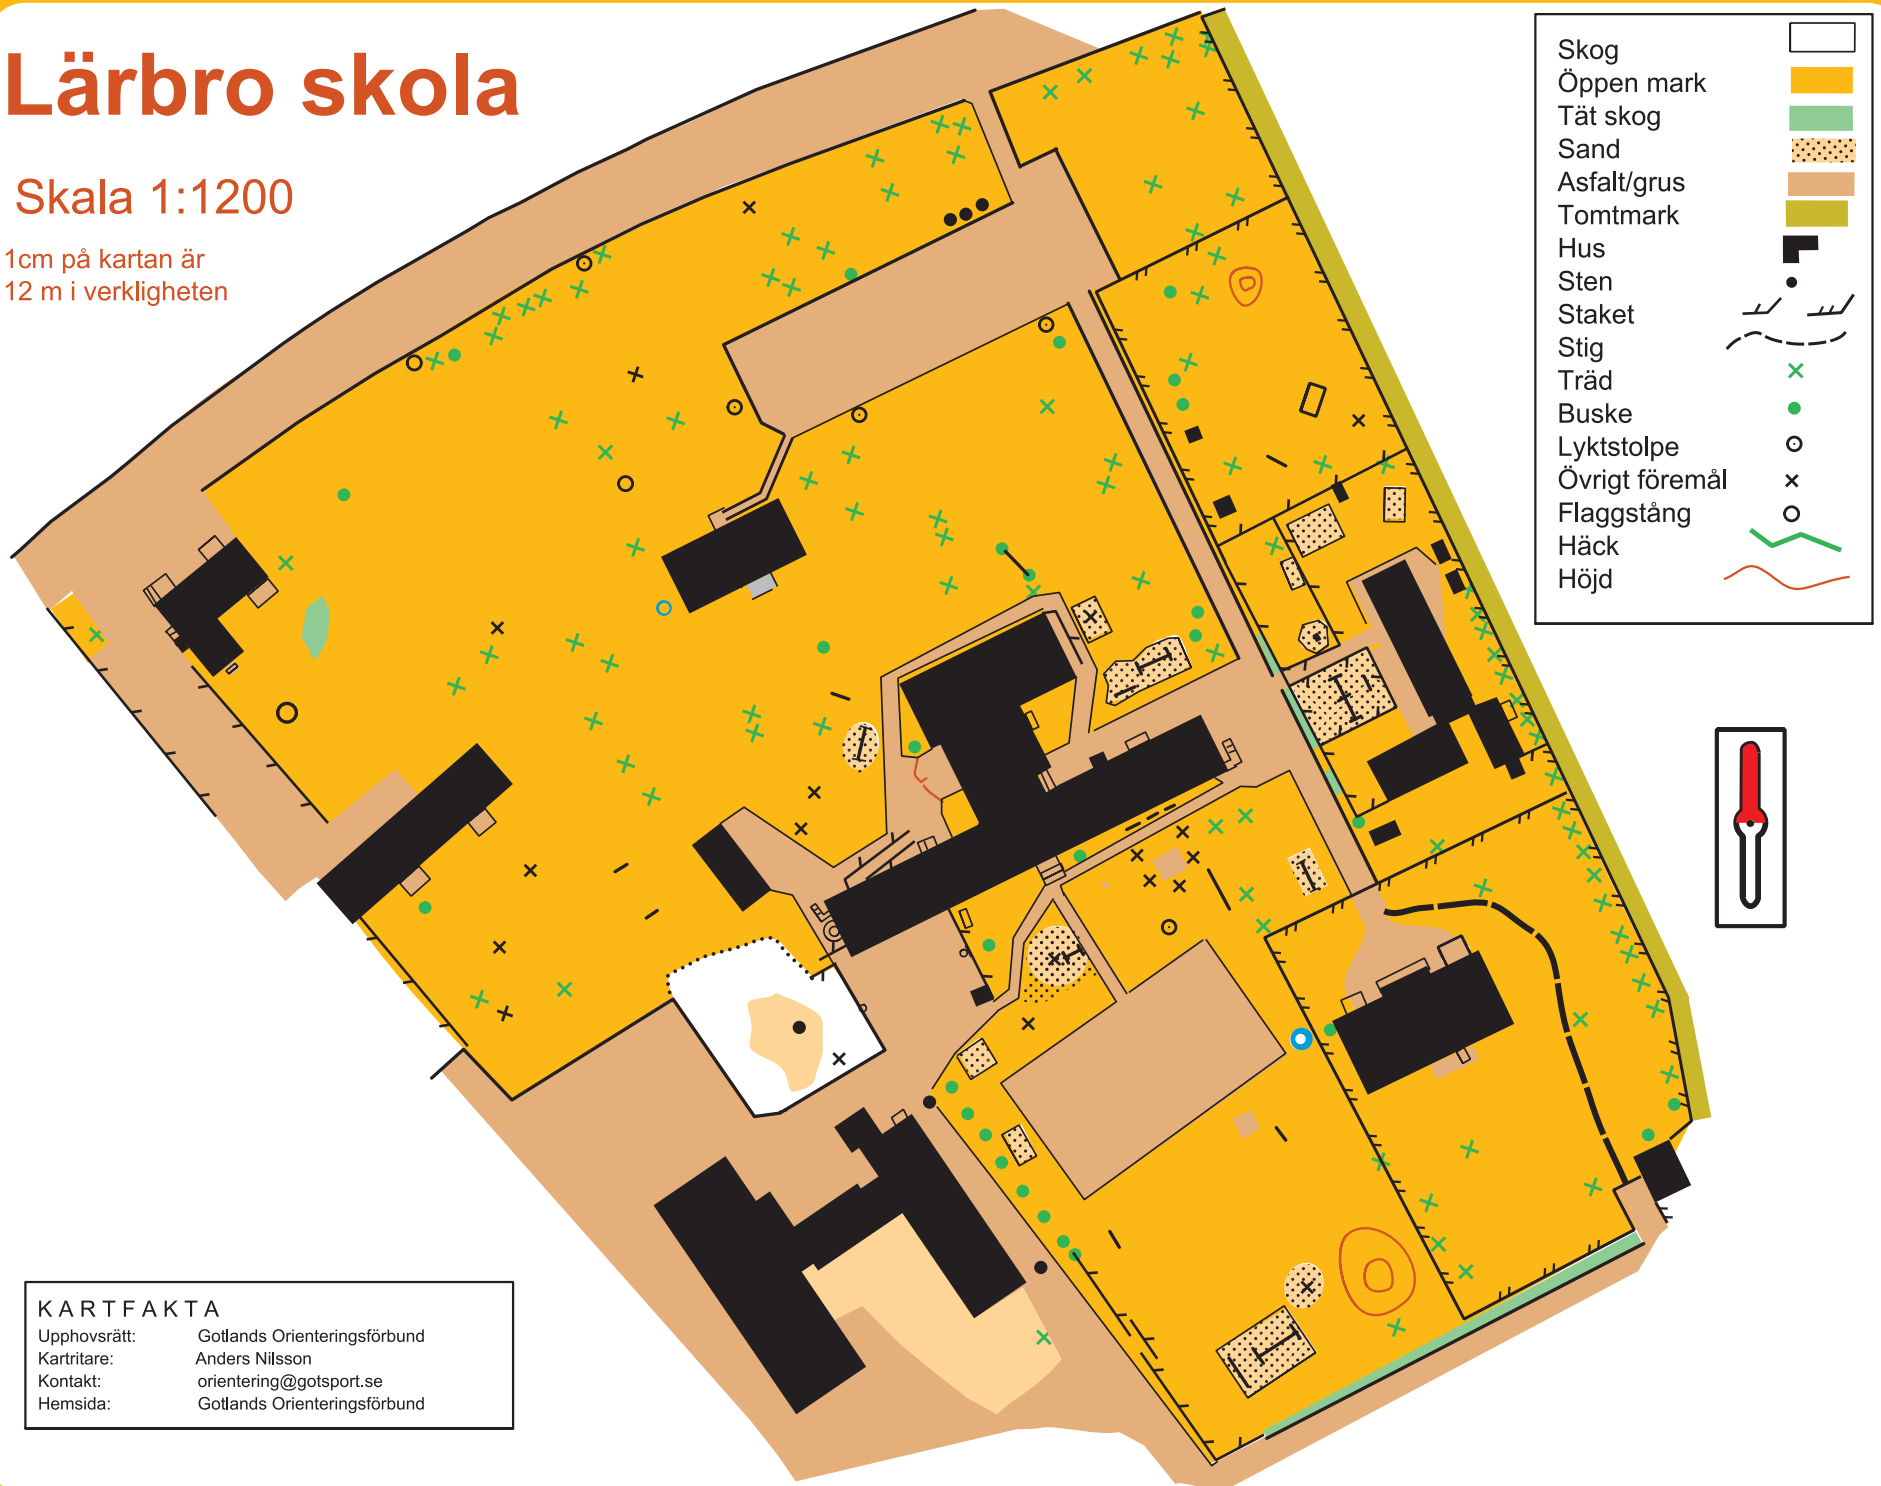 Lärbro skola
Skala 1:1200
1cm på kartan är
12 m i verkligheten
Skog
Öppen mark
Tät skog
Sand
Asfalt/grus
Tomtmark
Hus
Sten
Staket
Stig
Träd
Buske
Lyktstolpe
Övrigt föremål
Flaggstång
Häck
Höjd
KARTFAKTA
Upphovsrätt: Gotlands Orienteringsförbund
Kartritare: Anders Nilsson
Kontakt: orientering@gotsport.se
Hemsida: Gotlands Orienteringsförbund